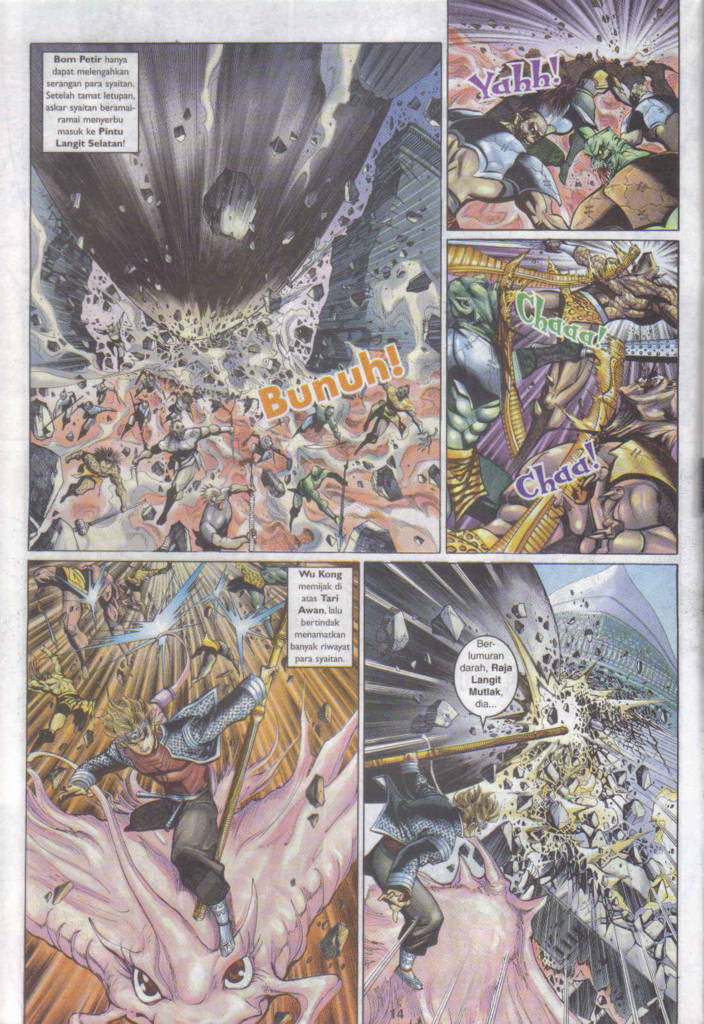 Bom Petir hanya
dapat melengahkan
serangan para syaitan.
Setelah tamat letupan,
askar syaitan beramai-
ramai menyerbu
masuk ke Pintu
Langit Selatan!
Bunuh!
Yahh!
Chaaa!
Chaa!
Wu Kong
memijak di
atas Tari
Awan, lalu
bertindak
menamatkan
banyak riwayat
para syaitan.
Ber-
lumuran
darah, Raja
Langit
Mutlak,
dia...
14